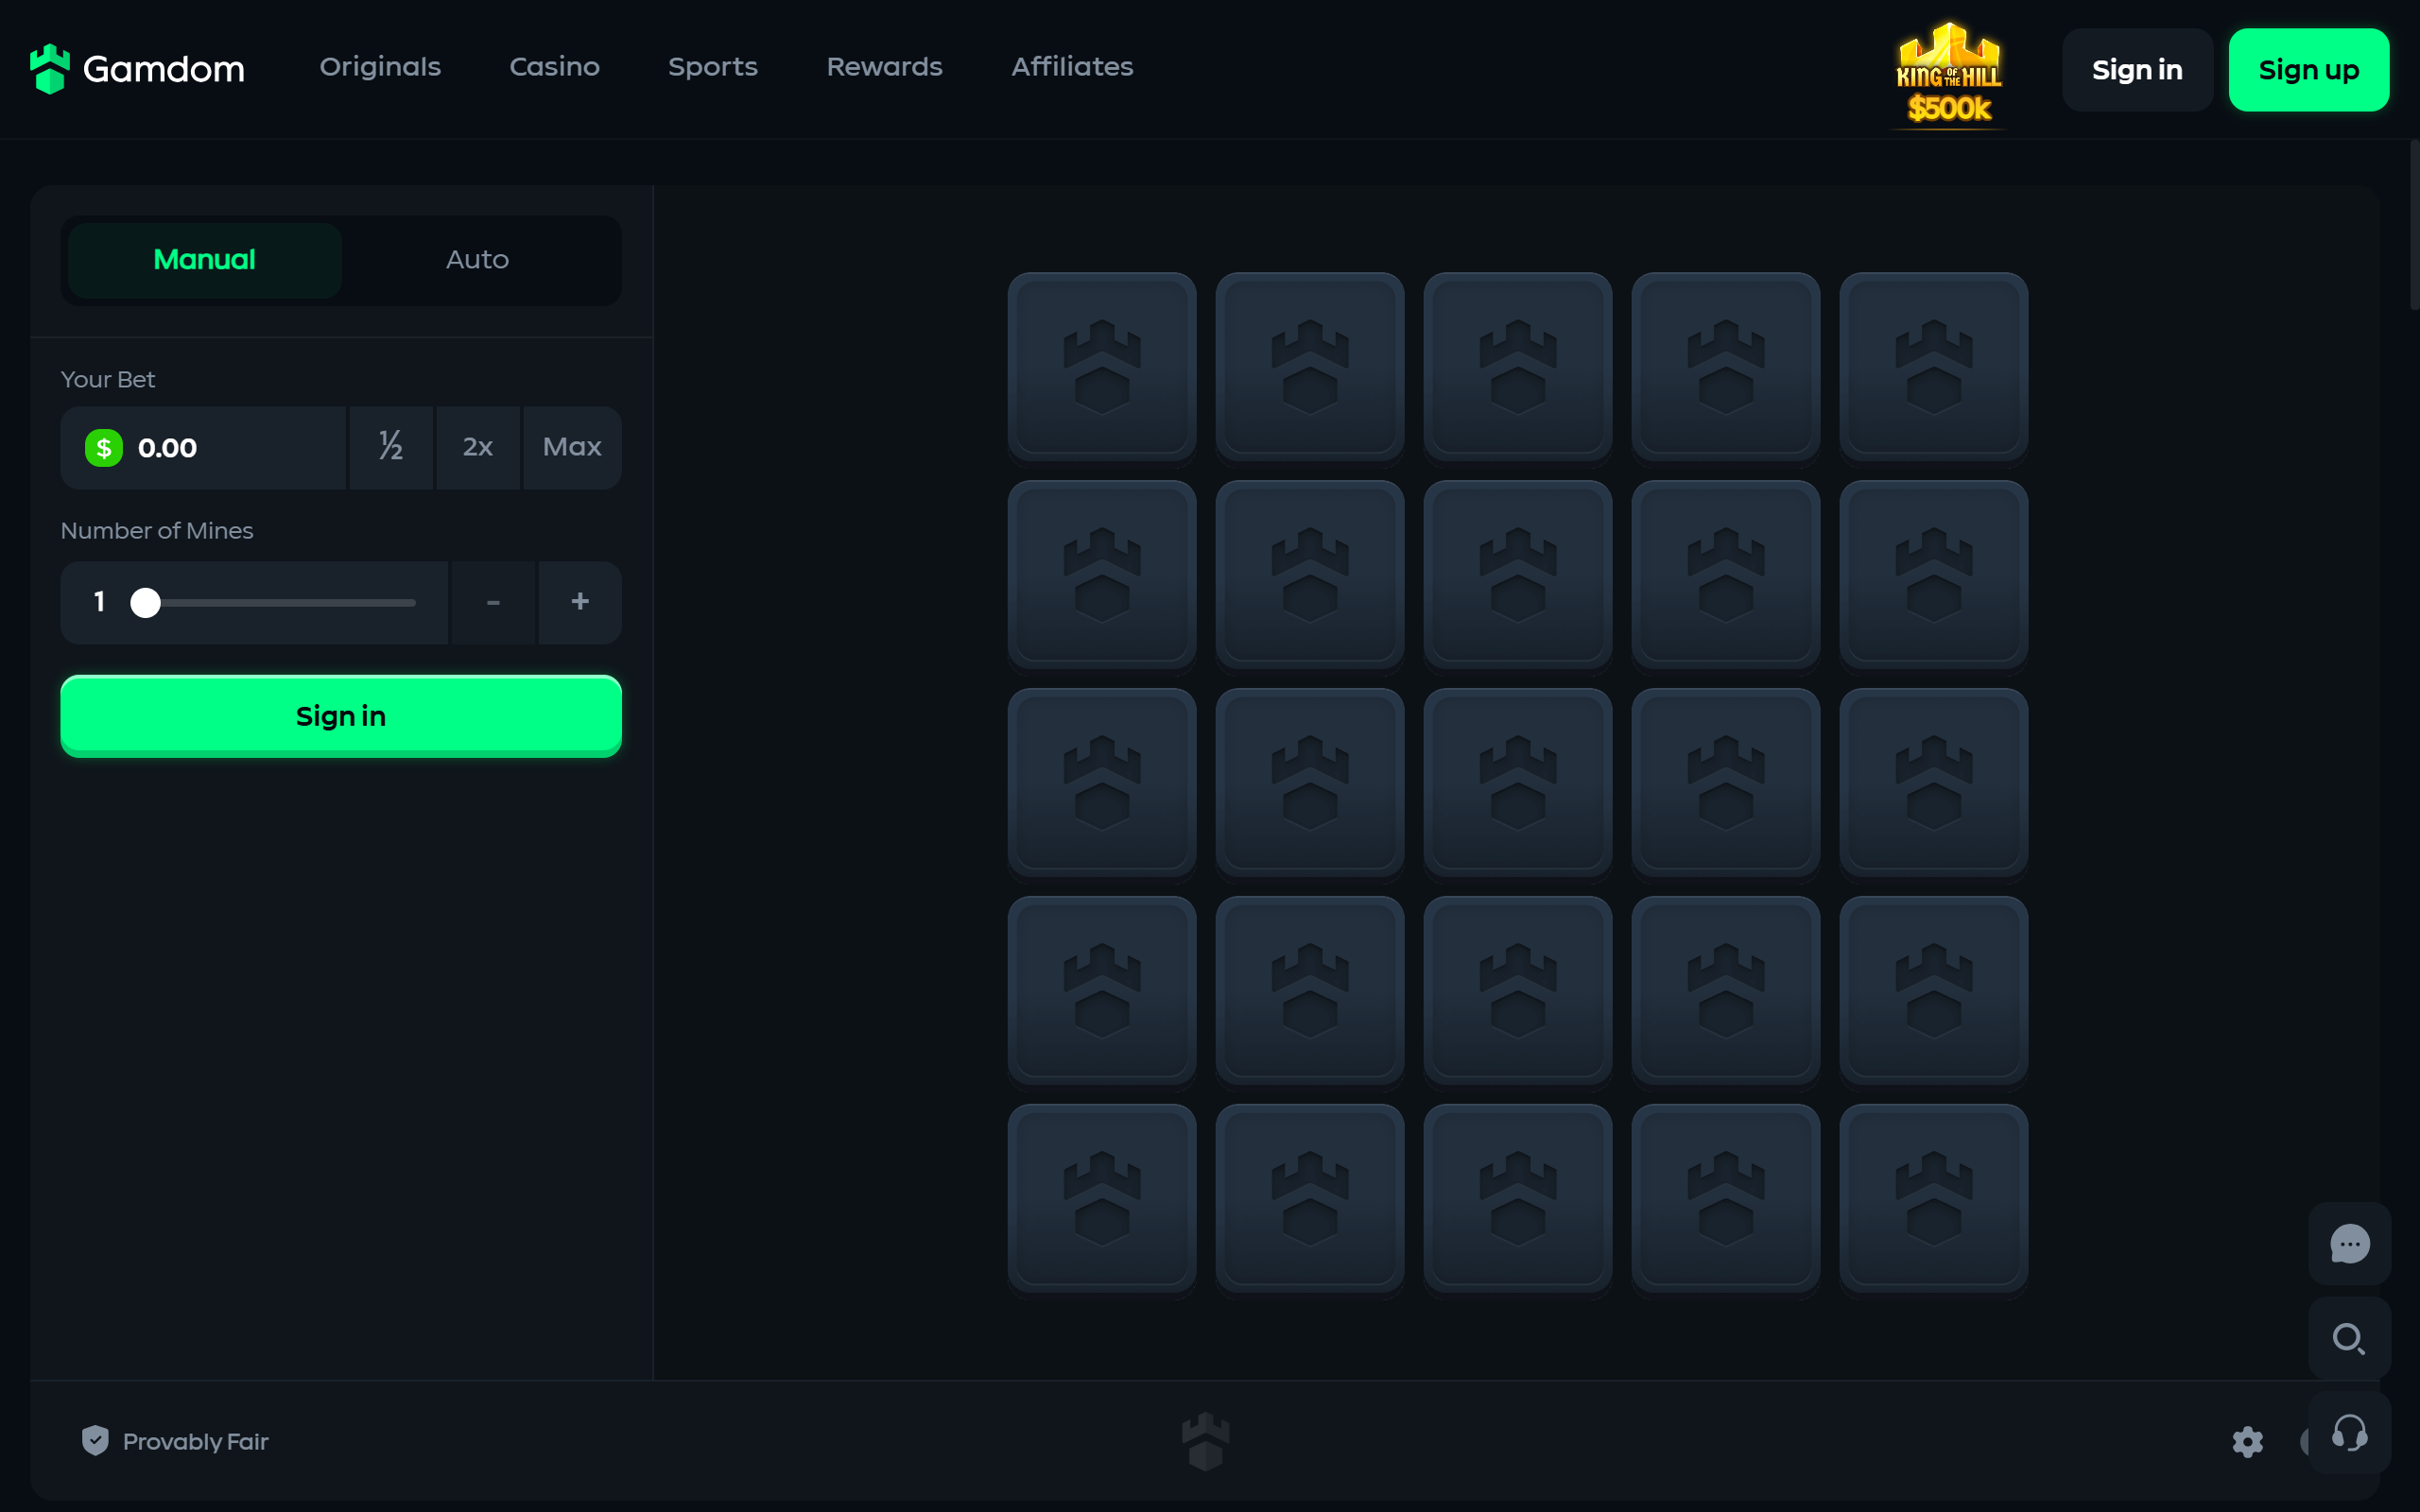 Gamdom
Originals
Casino
Sports
Rewards
Affiliates
KING OF THE HILL
$500k
Sign in
Sign up
Manual
Auto
Your Bet
$ 0.00
½
2x
Max
Number of Mines
1
-
+
Sign in
Provably Fair